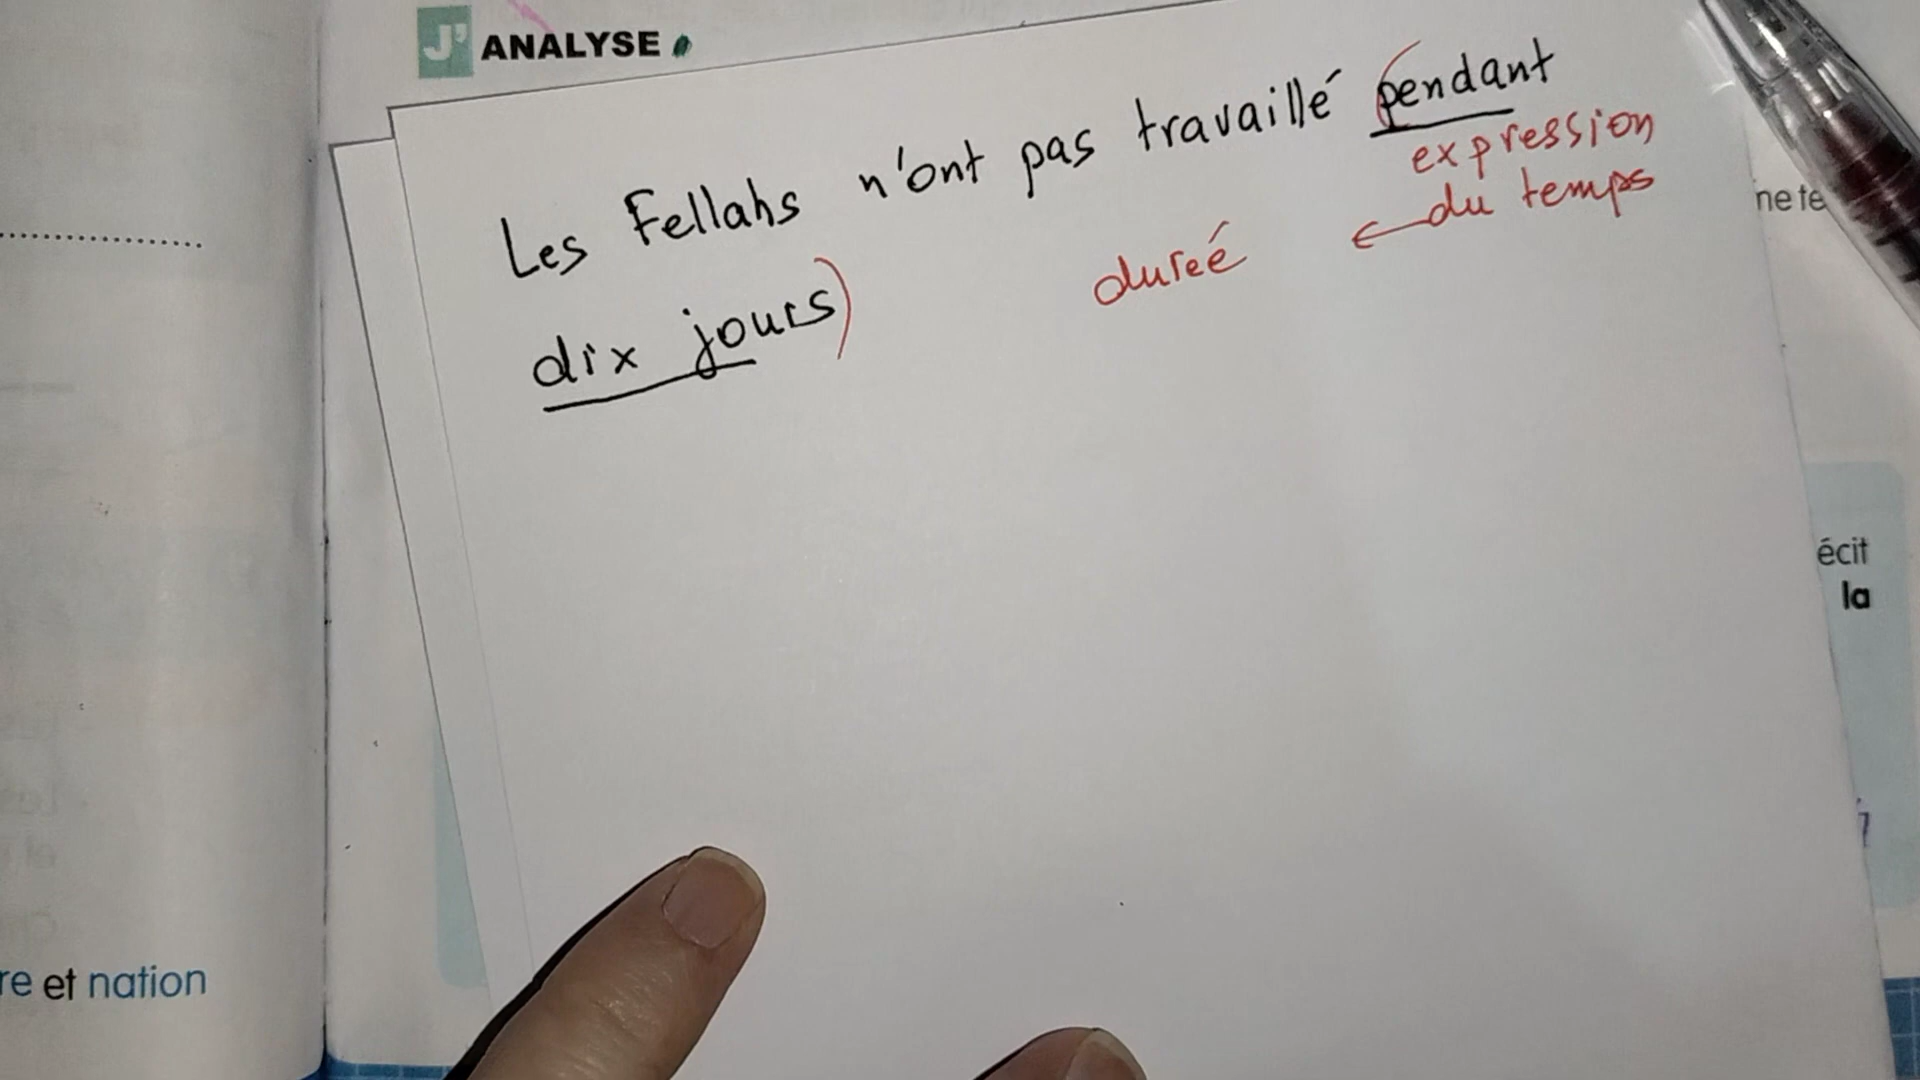 J' ANALYSE
Les Fellahs n'ont pas travaillé pendant
expression
du temps
dureé
dix jours)
ne te
écit
la
re et nation